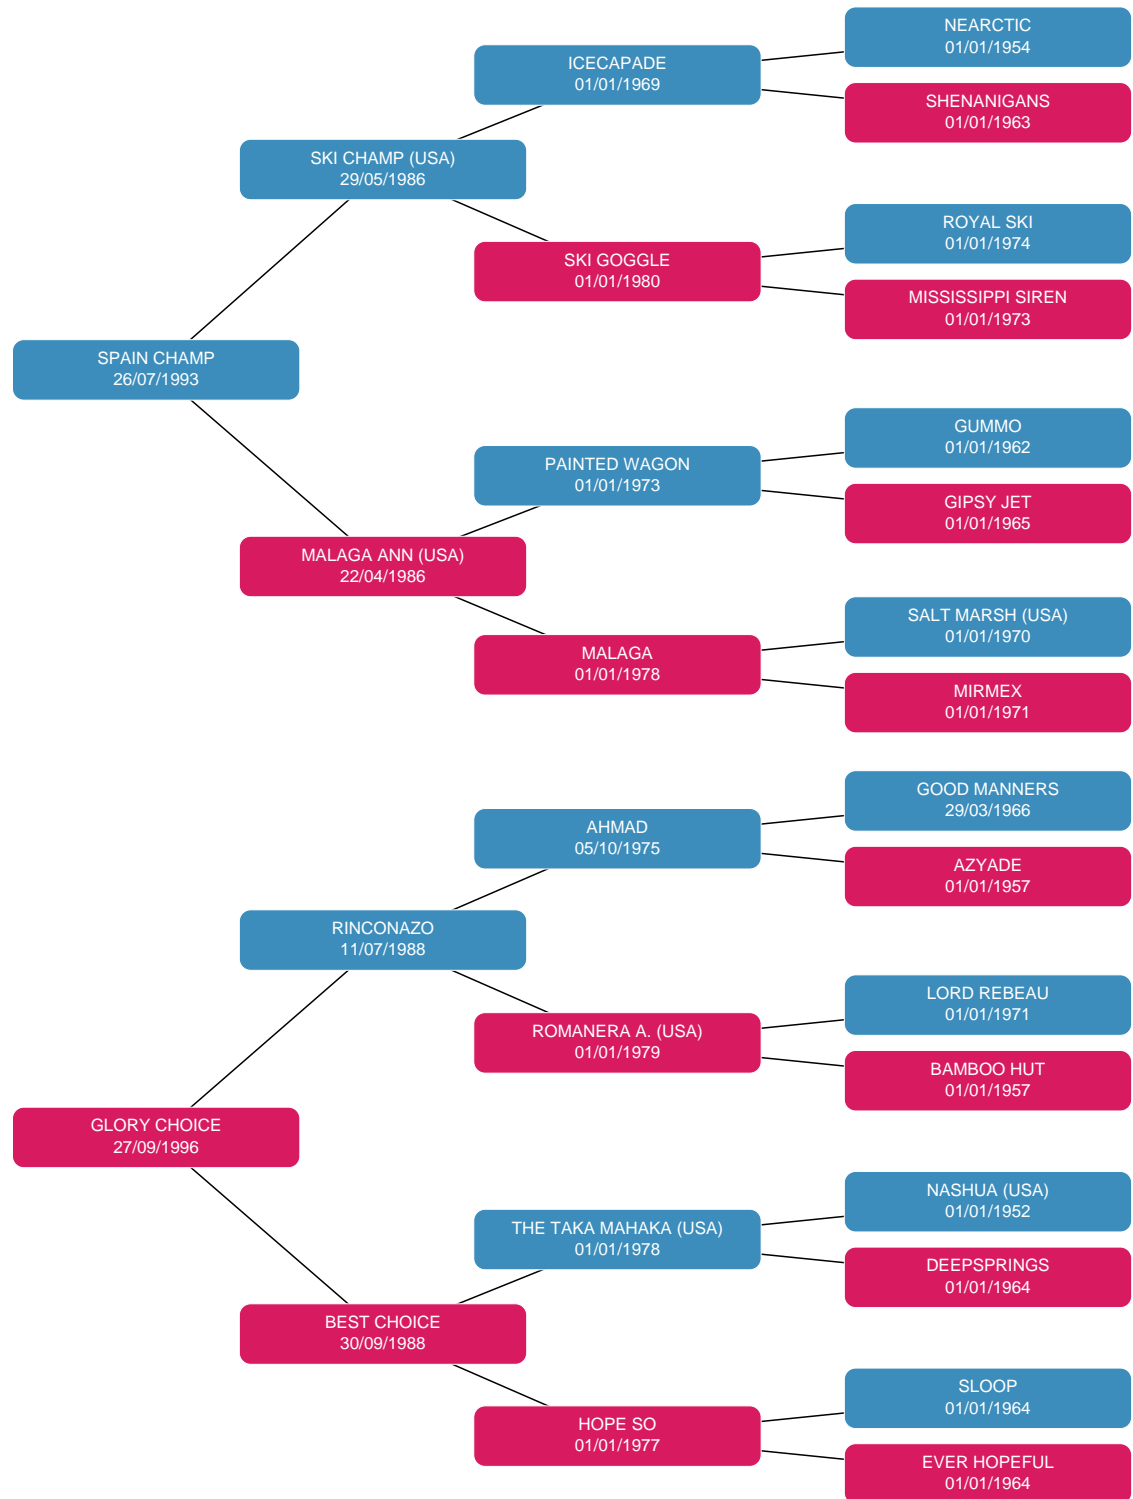 NEARCTIC
01/01/1954
ICECAPADE
01/01/1969
SHENANIGANS
01/01/1963
SKI CHAMP (USA)
29/05/1986
ROYAL SKI
01/01/1974
SKI GOGGLE
01/01/1980
MISSISSIPPI SIREN
01/01/1973
SPAIN CHAMP
26/07/1993
GUMMO
01/01/1962
PAINTED WAGON
01/01/1973
GIPSY JET
01/01/1965
MALAGA ANN (USA)
22/04/1986
SALT MARSH (USA)
01/01/1970
MALAGA
01/01/1978
MIRMEX
01/01/1971
GOOD MANNERS
29/03/1966
AHMAD
05/10/1975
AZYADE
01/01/1957
RINCONAZO
11/07/1988
LORD REBEAU
01/01/1971
ROMANERA A. (USA)
01/01/1979
BAMBOO HUT
01/01/1957
GLORY CHOICE
27/09/1996
NASHUA (USA)
01/01/1952
THE TAKA MAHAKA (USA)
01/01/1978
DEEPSPRINGS
01/01/1964
BEST CHOICE
30/09/1988
SLOOP
01/01/1964
HOPE SO
01/01/1977
EVER HOPEFUL
01/01/1964